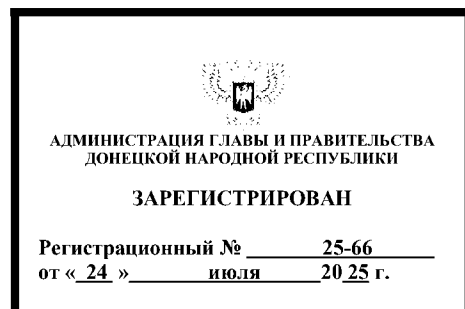 АДМИНИСТРАЦИЯ ГЛАВЫ И ПРАВИТЕЛЬСТВА
ДОНЕЦКОЙ НАРОДНОЙ РЕСПУБЛИКИ
ЗАРЕГИСТРИРОВАН
Регистрационный № 25-66
от « 24 » июля 20 25 г.